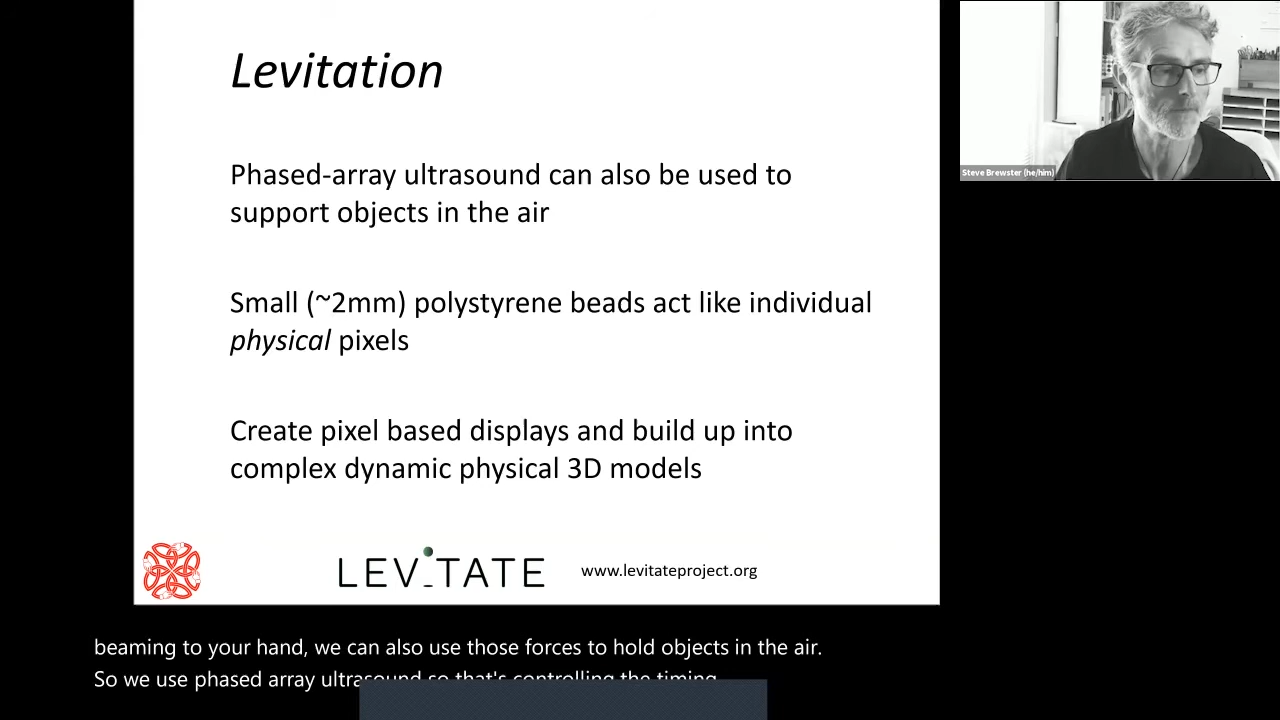 Levitation
Phased-array ultrasound can also be used to
support objects in the air
Small (~2mm) polystyrene beads act like individual
physical pixels
Create pixel based displays and build up into
complex dynamic physical 3D models
LEV TATE
www.levitateproject.org
Steve Brewster (he/him)
beaming to your hand, we can also use those forces to hold objects in the air.
So we use phased array ultrasound so that's controlling the timing